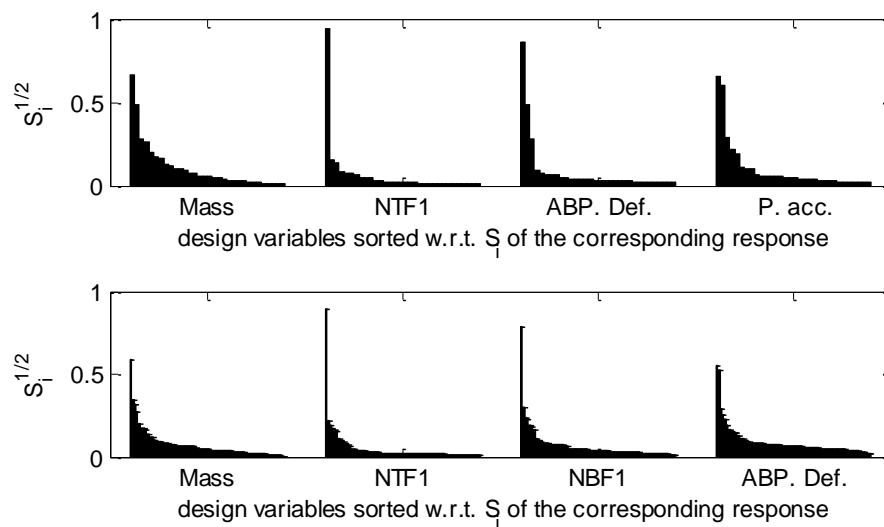 1
0.5
0
S_i^{1/2}
Mass NTF1 ABP. Def. P. acc.
design variables sorted w.r.t. S_i of the corresponding response
1
0.5
0
S_i^{1/2}
Mass NTF1 NBF1 ABP. Def.
design variables sorted w.r.t. S_i of the corresponding response